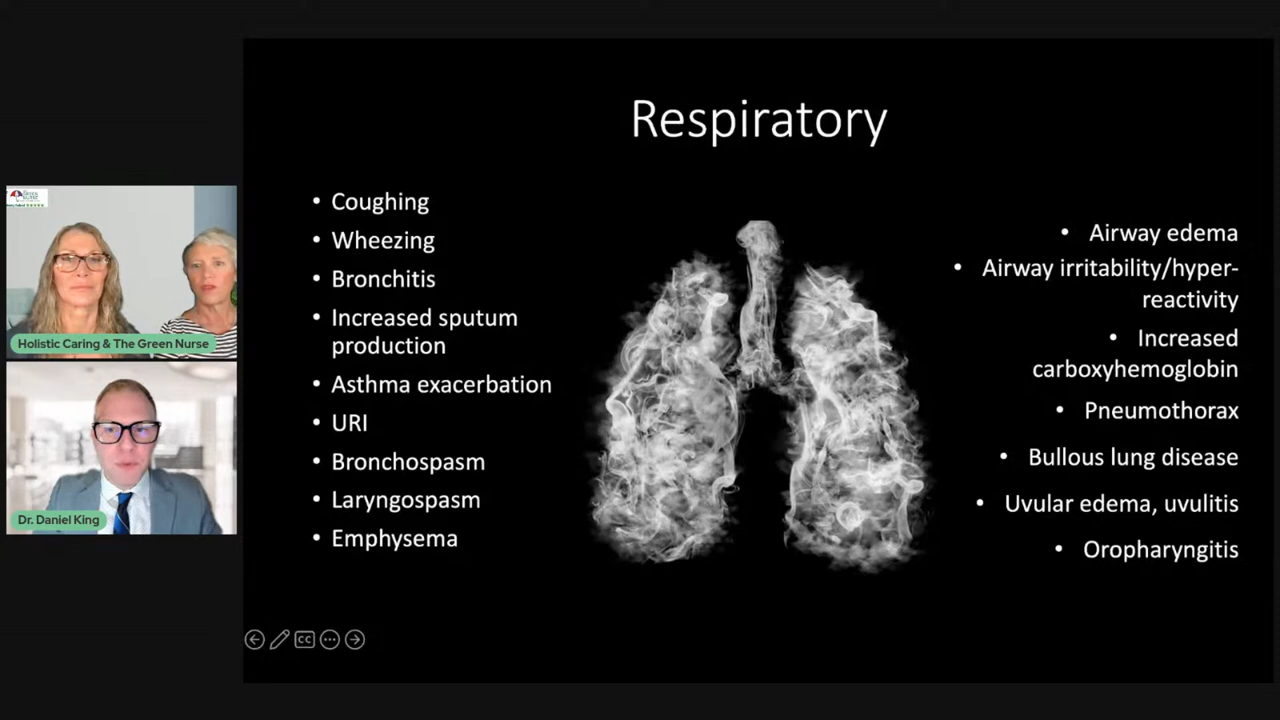 Respiratory
• Coughing
• Wheezing
• Bronchitis
• Increased sputum
production
• Asthma exacerbation
• URI
• Bronchospasm
• Laryngospasm
• Emphysema
• Airway edema
• Airway irritability/hyper-
reactivity
• Increased
carboxyhemoglobin
• Pneumothorax
• Bullous lung disease
• Uvular edema, uvulitis
• Oropharyngitis
Holistic Caring & The Green Nurse
Dr. Daniel King
CC